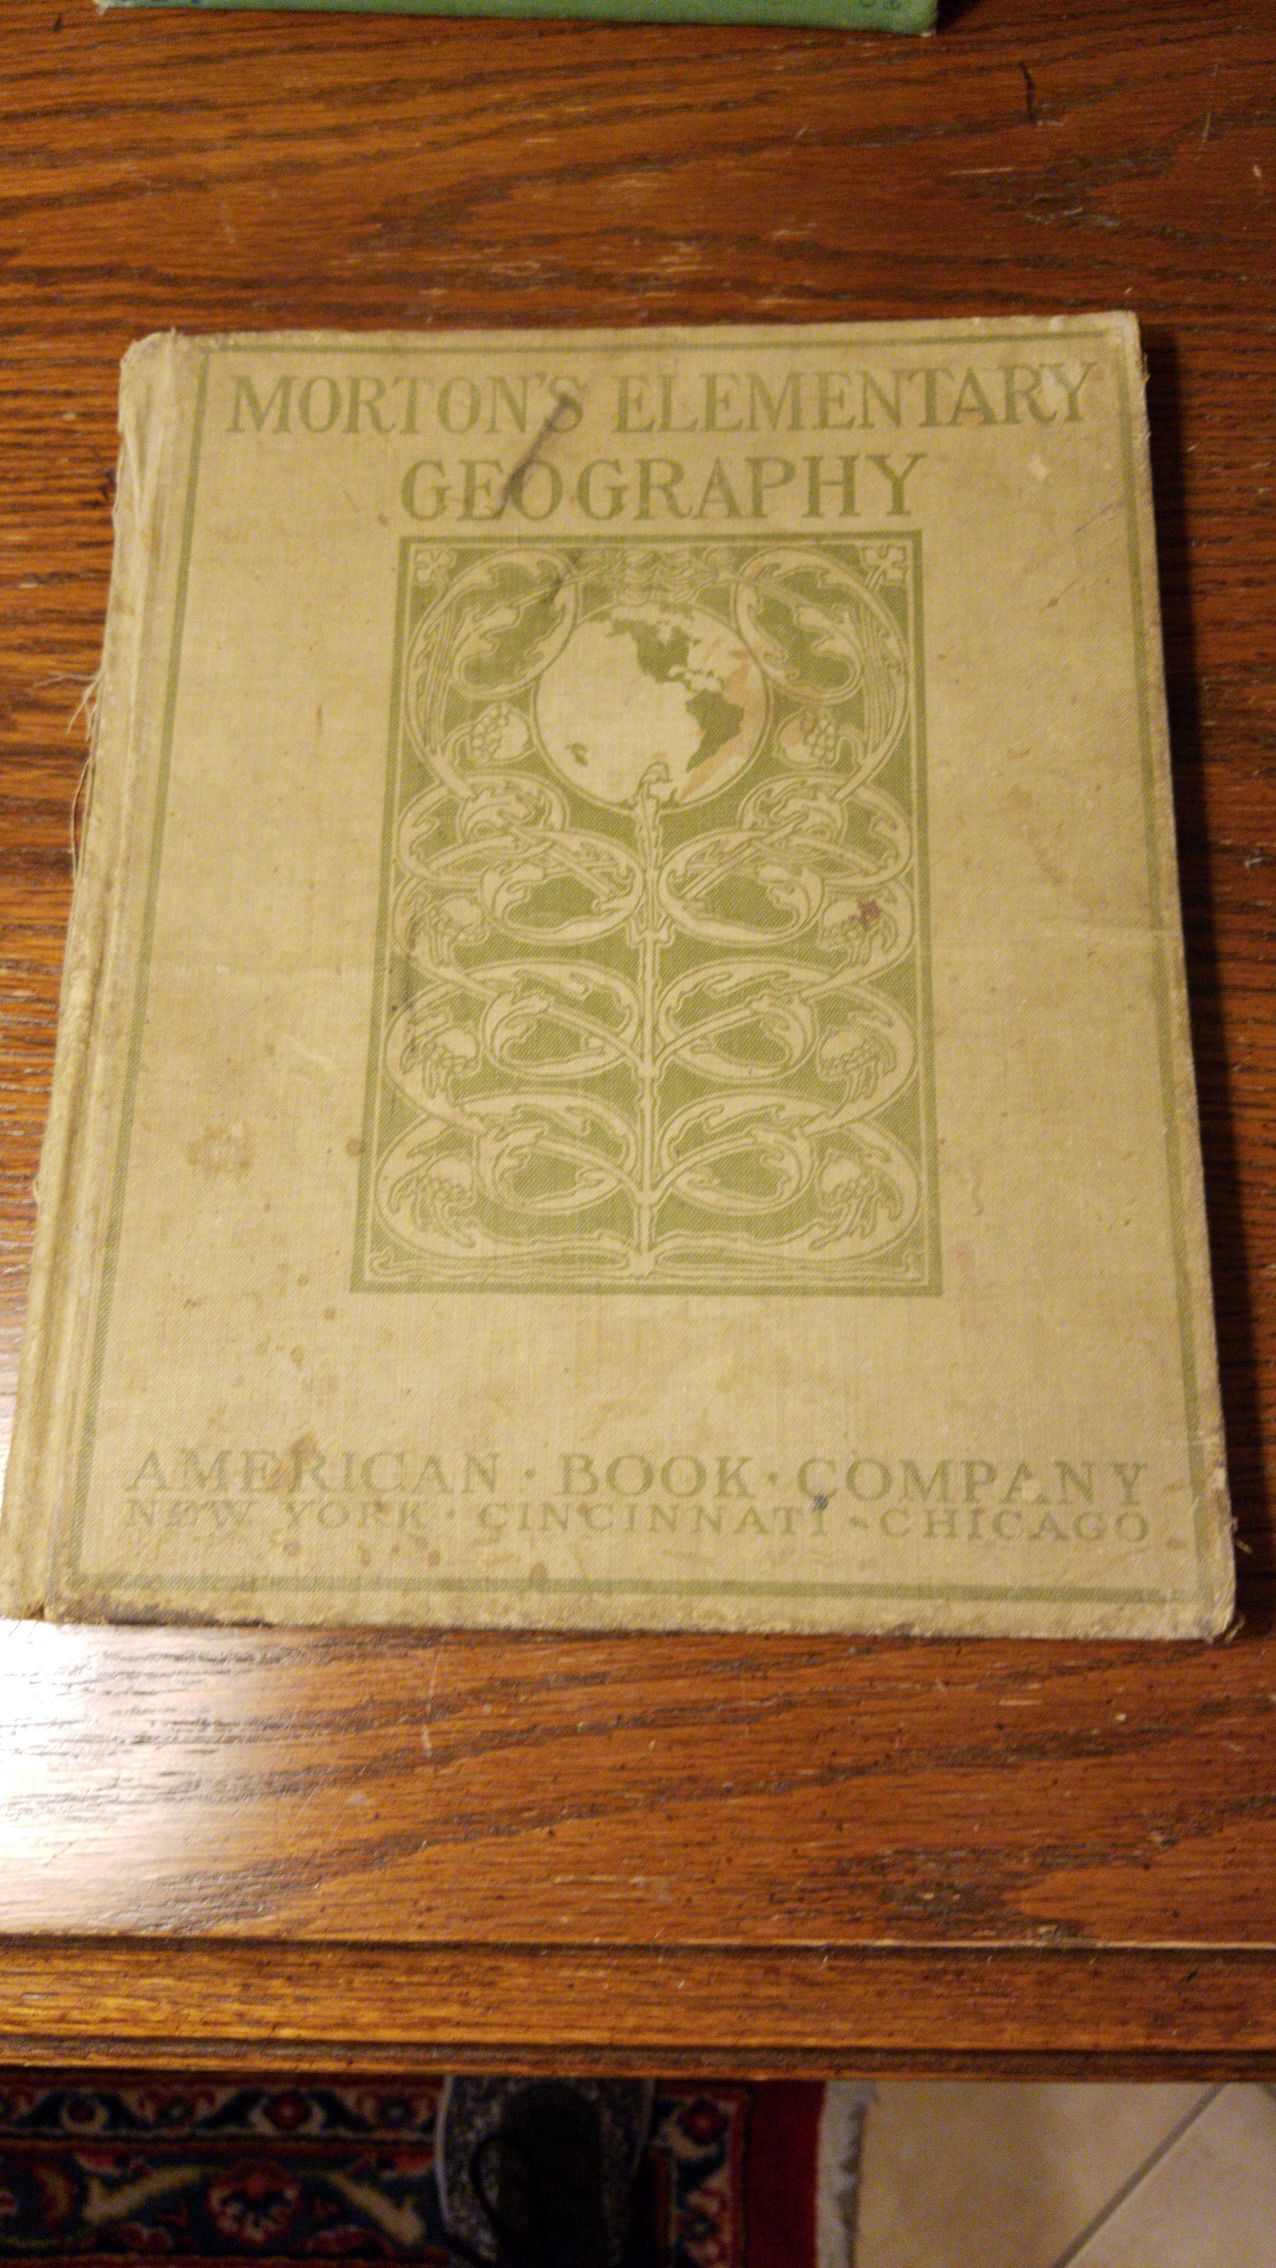 MORTON'S ELEMENTARY
GEOGRAPHY
AMERICAN · BOOK · COMPANY
NEW YORK · CINCINNATI · CHICAGO